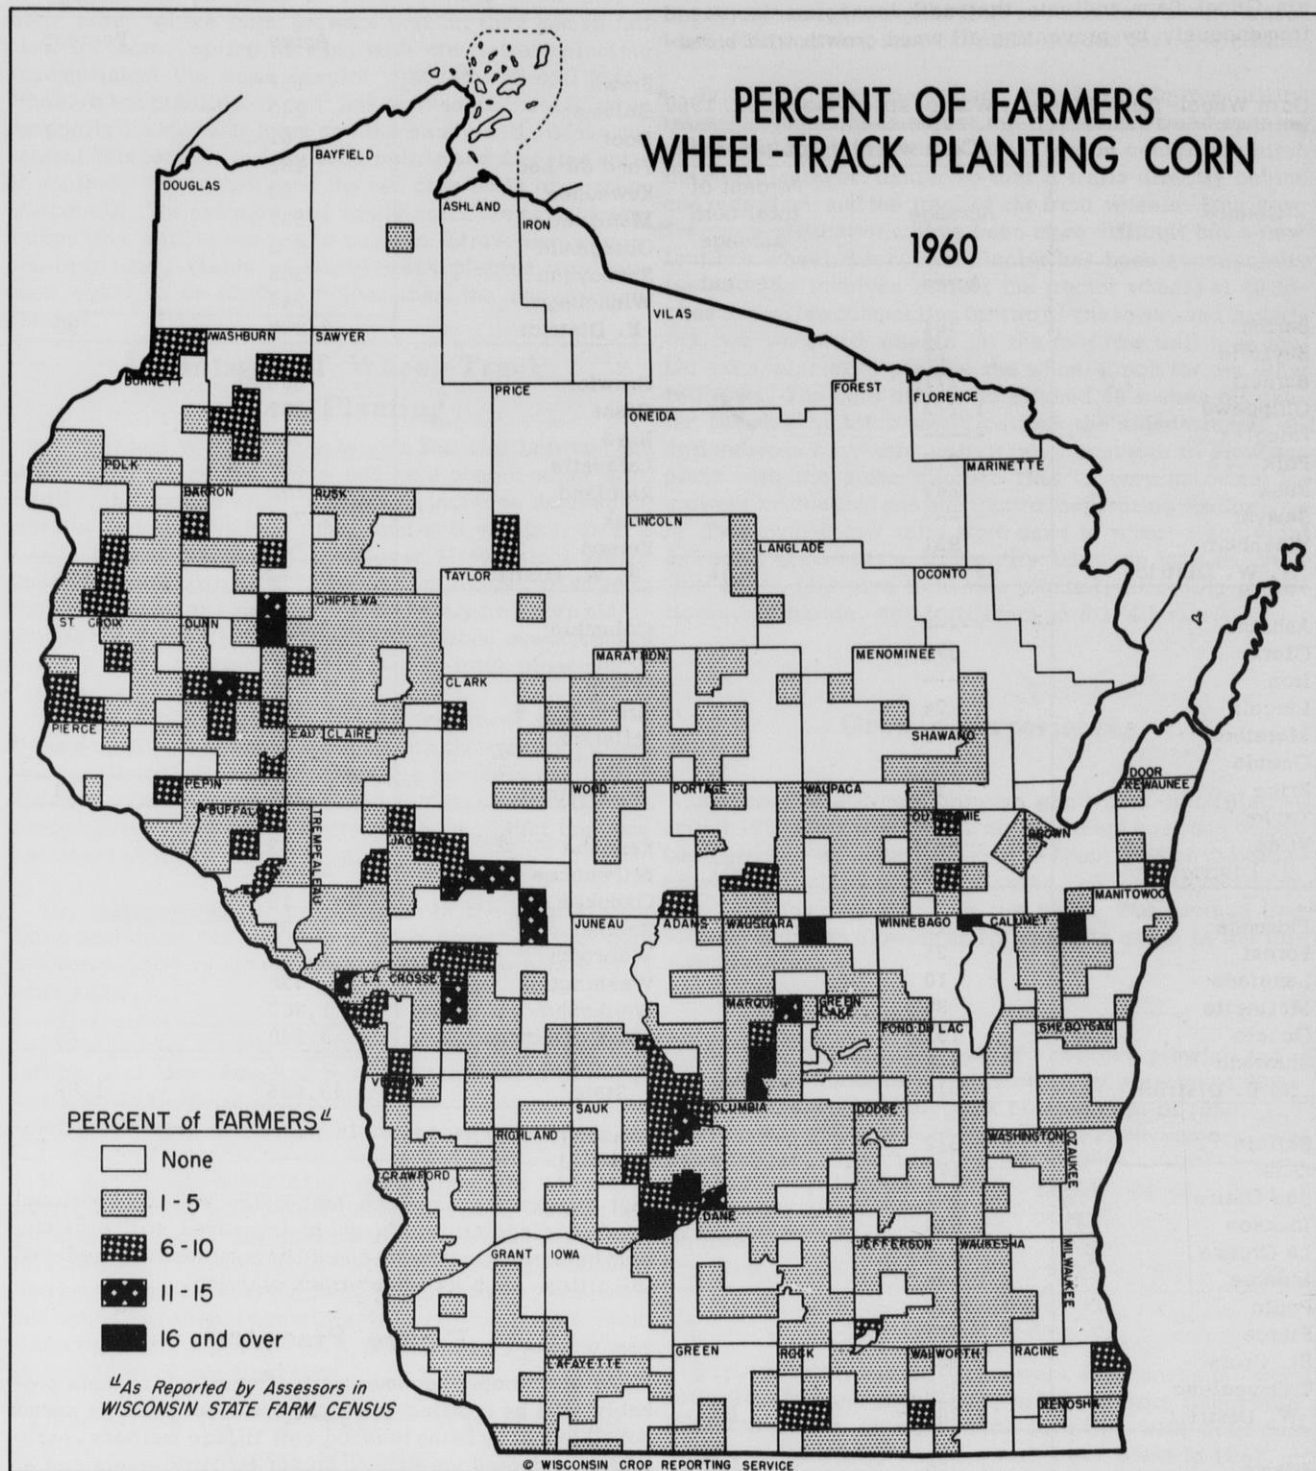 PERCENT OF FARMERS
WHEEL-TRACK PLANTING CORN
1960
BAYFIELD
DOUGLAS
ASHLAND
IRON
VILAS
WASHBURN
SAWYER
BURNETT
PRICE
FOREST
FLORENCE
ONEIDA
MARINETTE
POLK
BARRON
RUSK
LINCOLN
LANGLADE
TAYLOR
OCONTO
CHIPPEWA
ST. CROIX
DUNN
MARATHON
MENOMINEE
CLARK
PIERCE
EAU CLAIRE
SHAWANO
DOOR
KEWAUNEE
PEPIN
WOOD
PORTAGE
WAUPACA
BUFFALO
TREMPEALEAU
JAC
OUTAGAMIE
BROWN
MANITOWOC
JUNEAU
ADAMS
WAUSHARA
WINNEBAGO
CALUMET
LA CROSSE
MARQUE
GREEN
LAKE
FOND DU LAC
SHEBOYGAN
VERNON
SAUK
COLUMBIA
DODGE
RICHLAND
WASHINGTON
OZAUKEE
CRAWFORD
DANE
GRANT
IOWA
JEFFERSON
WAUKESHA
MILWAUKEE
LAFAYETTE
GREEN
ROCK
WALWORTH
RACINE
KENOSHA
PERCENT of FARMERS 1/
None
1-5
6-10
11-15
16 and over
1/As Reported by Assessors in
WISCONSIN STATE FARM CENSUS
© WISCONSIN CROP REPORTING SERVICE